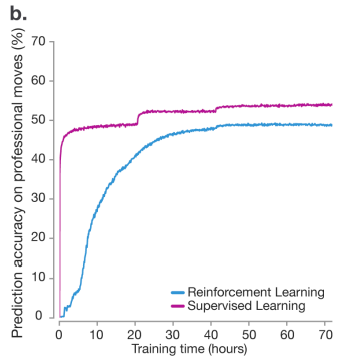 b.
Prediction accuracy on professional moves (%)
70
60
50
40
30
20
10
0
Reinforcement Learning
Supervised Learning
0 10 20 30 40 50 60 70
Training time (hours)